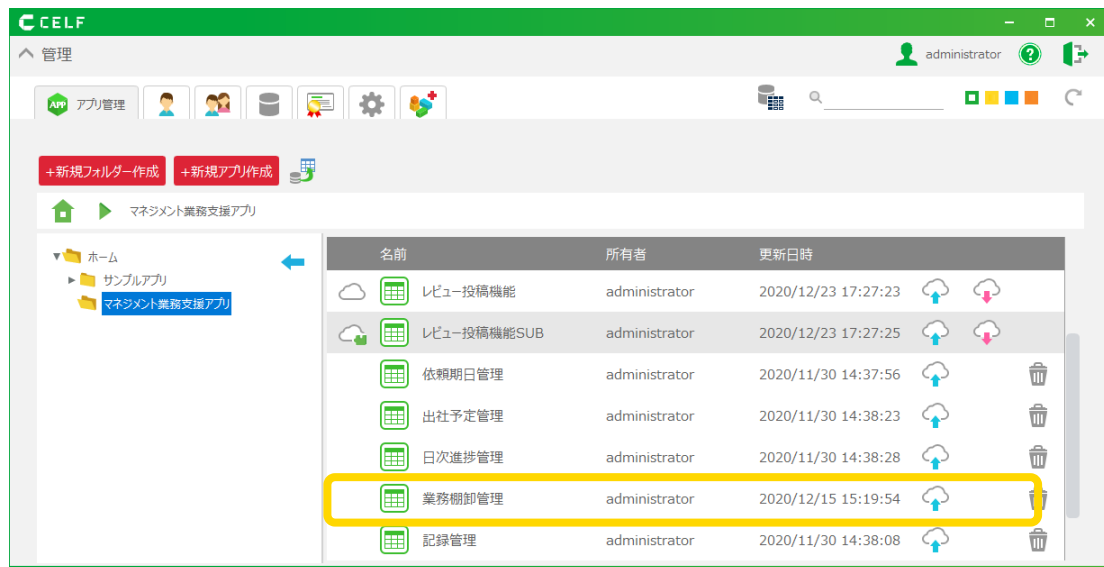 CELF
管理
administrator
アプリ管理
+新規フォルダー作成 +新規アプリ作成
マネジメント業務支援アプリ
ホーム
サンプルアプリ
マネジメント業務支援アプリ
名前 所有者 更新日時
レビュー投稿機能 administrator 2020/12/23 17:27:23
レビュー投稿機能SUB administrator 2020/12/23 17:27:25
依頼期日管理 administrator 2020/11/30 14:37:56
出社予定管理 administrator 2020/11/30 14:38:23
日次進捗管理 administrator 2020/11/30 14:38:28
業務棚卸管理 administrator 2020/12/15 15:19:54
記録管理 administrator 2020/11/30 14:38:08